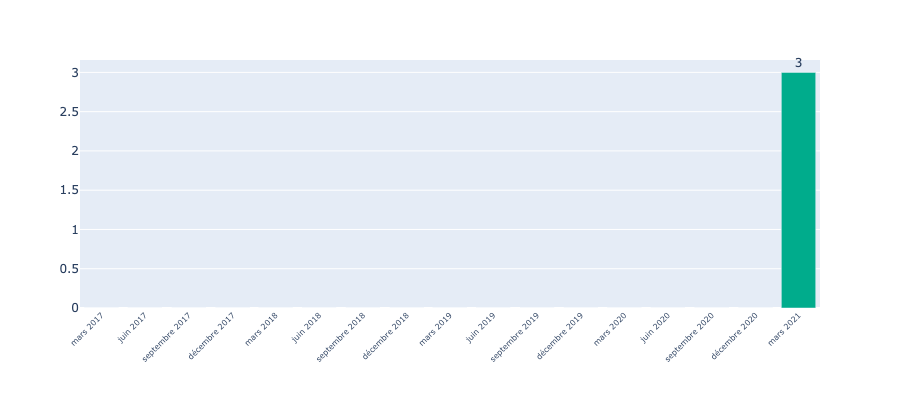 3
3
2.5
2
1.5
1
0.5
0
mars 2017
juin 2017
septembre 2017
décembre 2017
mars 2018
juin 2018
septembre 2018
décembre 2018
mars 2019
juin 2019
septembre 2019
décembre 2019
mars 2020
juin 2020
septembre 2020
décembre 2020
mars 2021